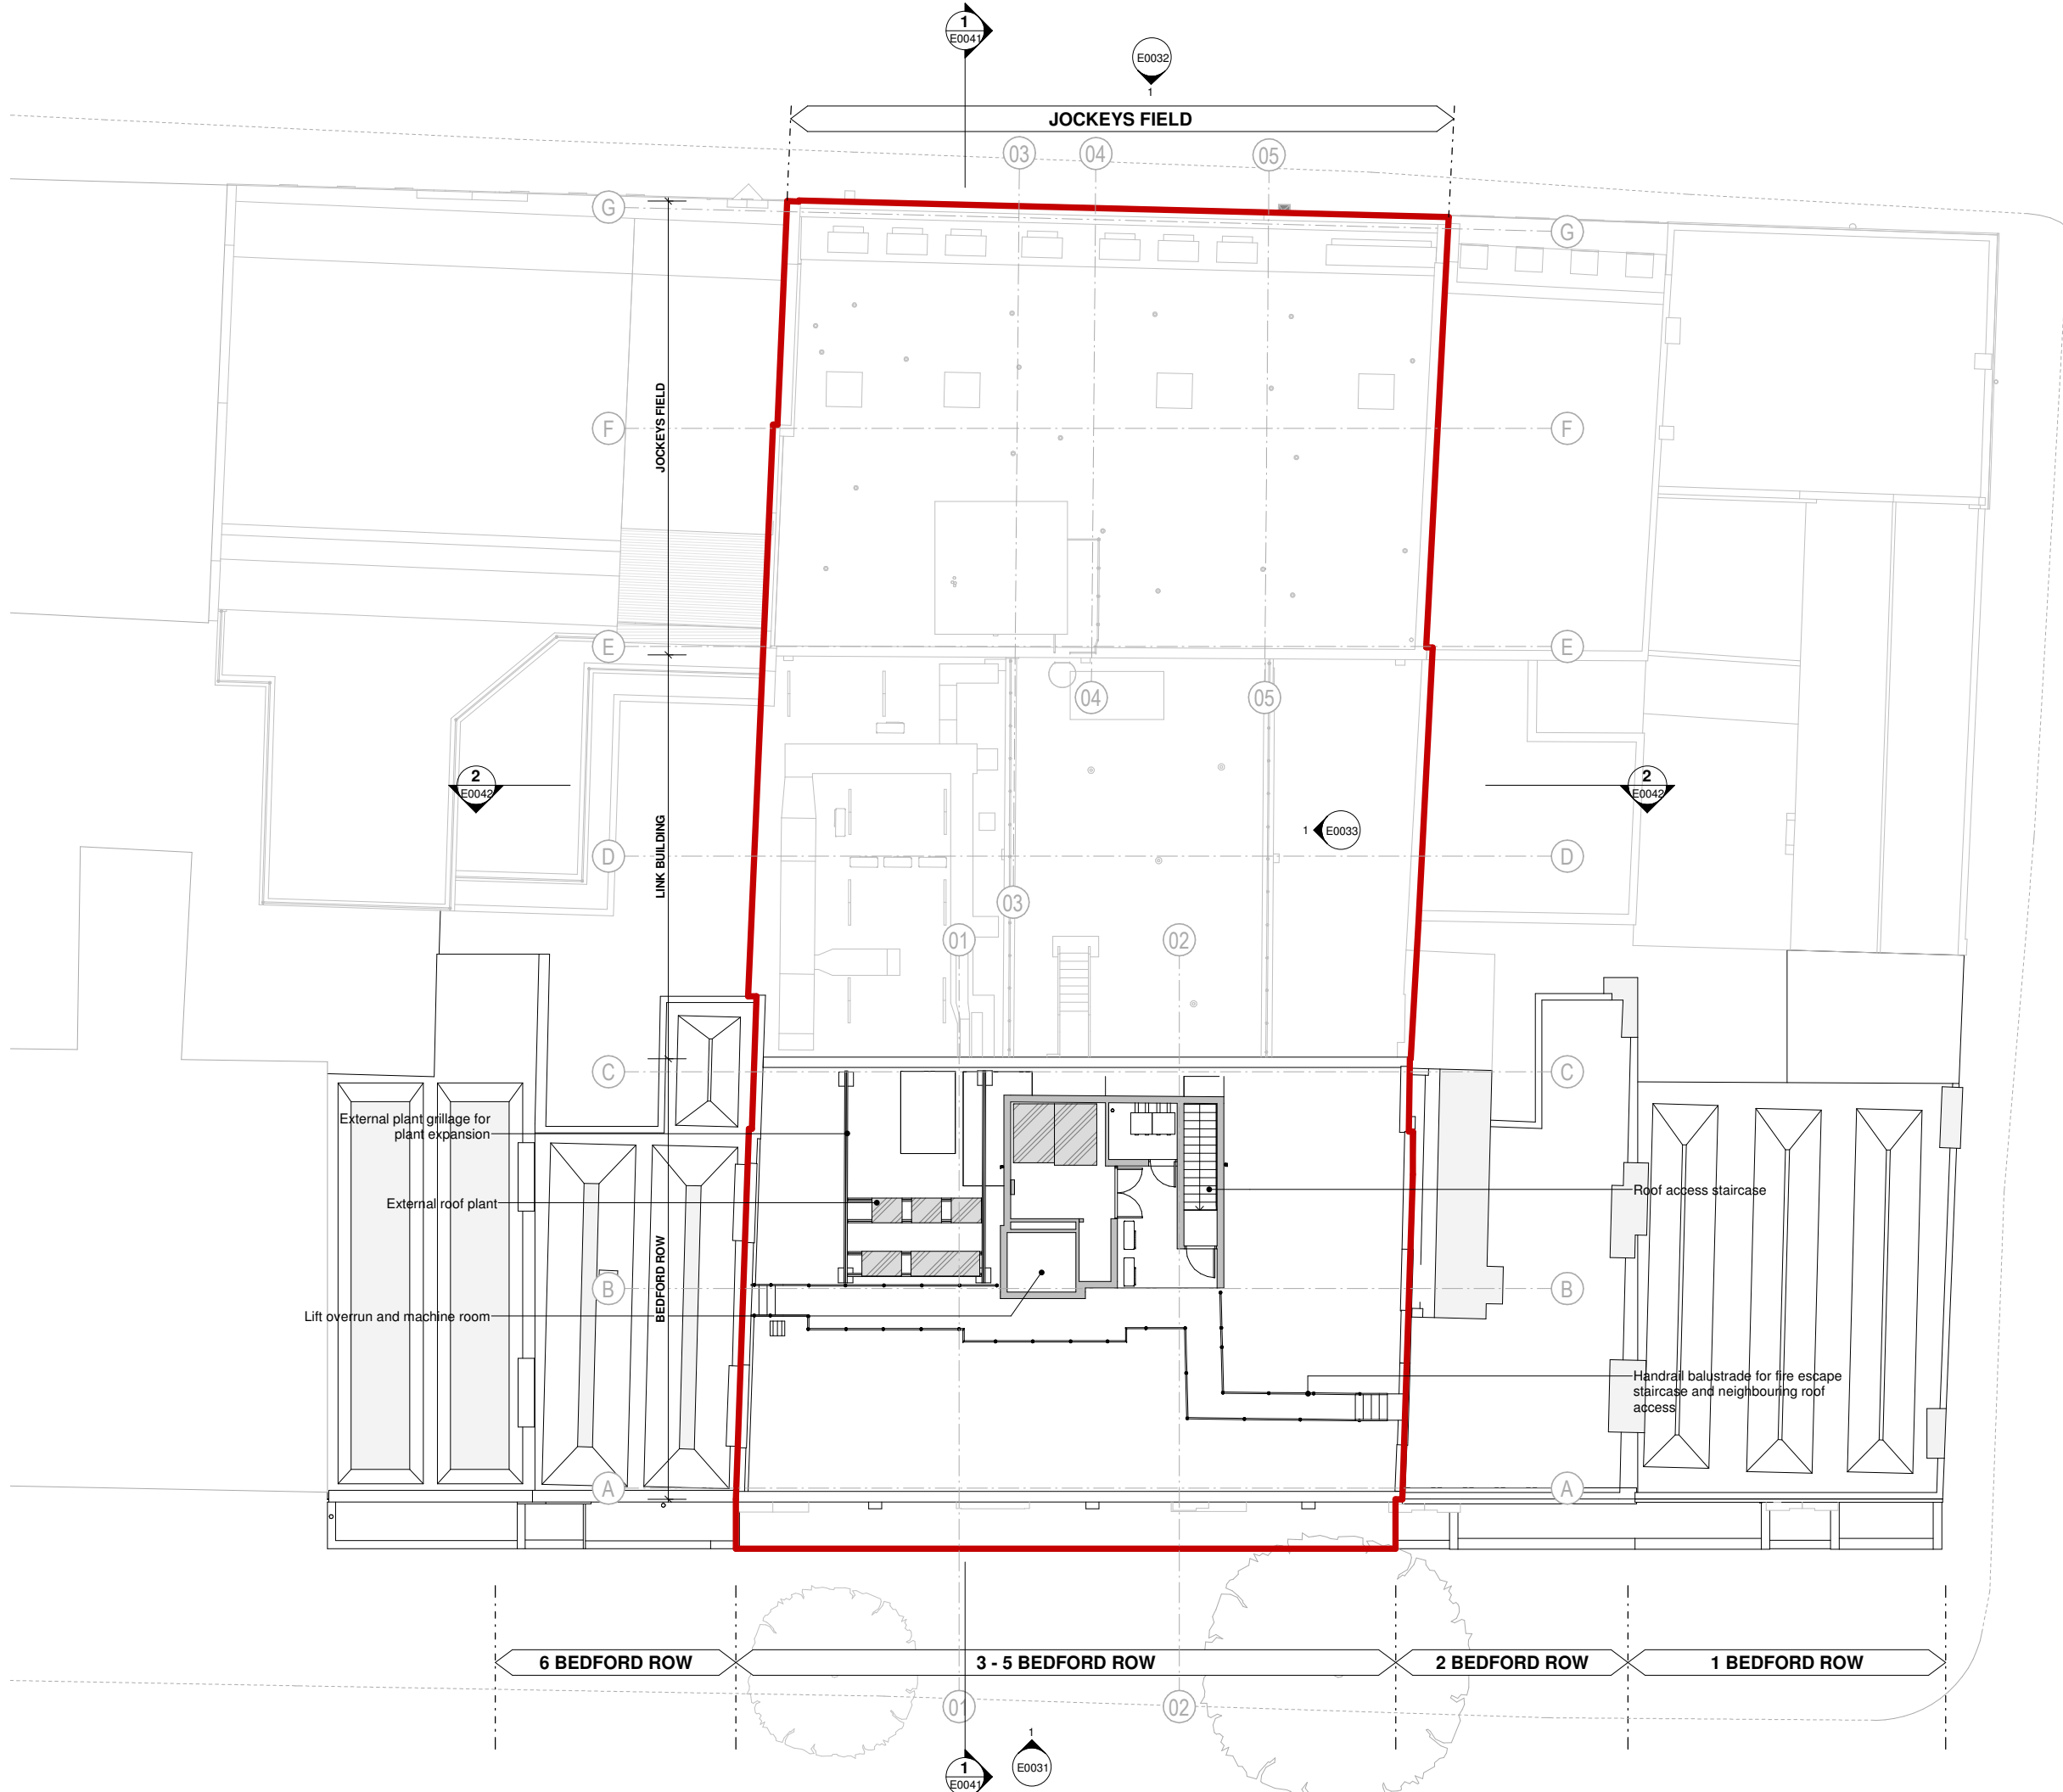 1
E0041
E0032
1
JOCKEYS FIELD
03
04
05
G
G
JOCKEYS FIELD
F
F
E
E
04
05
2
E0042
2
E0042
1
E0033
LINK BUILDING
D
D
03
01
02
C
C
External plant grillage for
plant expansion
External roof plant
Roof access staircase
BEDFORD ROW
B
B
Lift overrun and machine room
Handrail balustrade for fire escape
staircase and neighbouring roof
access
A
A
6 BEDFORD ROW
3 - 5 BEDFORD ROW
2 BEDFORD ROW
1 BEDFORD ROW
01
02
1
E0031
1
E0041